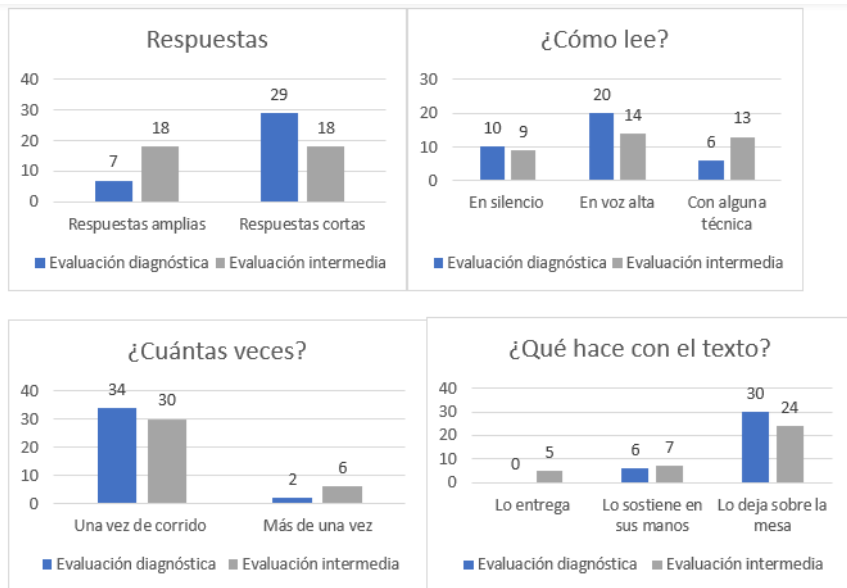 Respuestas
40
30
20
10
0
7
18
29
18
Respuestas amplias
Respuestas cortas
Evaluación diagnóstica
Evaluación intermedia
¿Cómo lee?
30
20
10
0
10
9
20
14
6
13
En silencio
En voz alta
Con alguna
técnica
Evaluación diagnóstica
Evaluación intermedia
¿Cuántas veces?
40
30
20
10
0
34
30
2
6
Una vez de corrido
Más de una vez
Evaluación diagnóstica
Evaluación intermedia
¿Qué hace con el texto?
40
30
20
10
0
0
5
6
7
30
24
Lo entrega
Lo sostiene en
sus manos
Lo deja sobre la
mesa
Evaluación diagnóstica
Evaluación intermedia